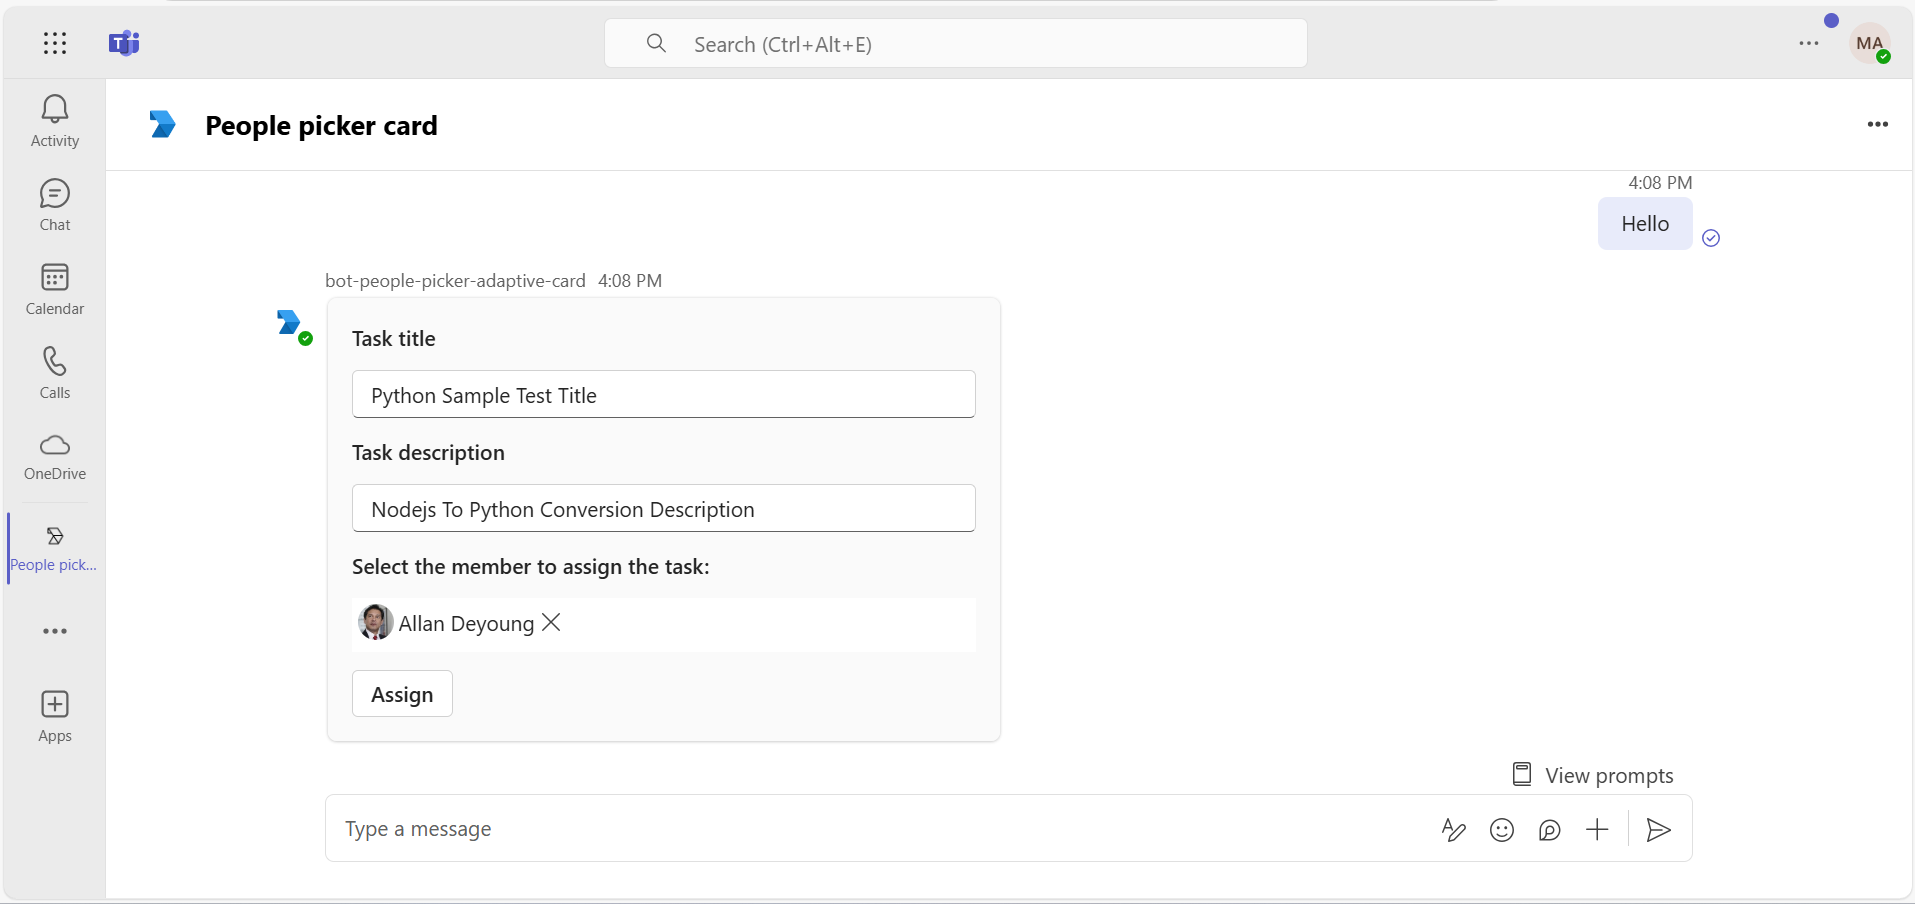 Search (Ctrl+Alt+E)
MA
Activity
Chat
Calendar
Calls
OneDrive
People pick...
Apps
People picker card
4:08 PM
Hello
bot-people-picker-adaptive-card 4:08 PM
Task title
Python Sample Test Title
Task description
Nodejs To Python Conversion Description
Select the member to assign the task:
Allan Deyoung
Assign
View prompts
Type a message